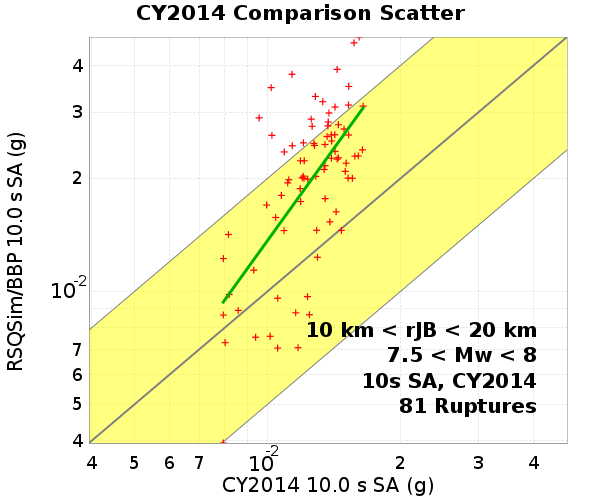 CY2014 Comparison Scatter
RSQSim/BBP 10.0 s SA (g)
4
3
2
10-2
7
6
5
4
10 km < rJB < 20 km
7.5 < Mw < 8
10s SA, CY2014
81 Ruptures
4 5 6 7 10-2 2 3 4
CY2014 10.0 s SA (g)